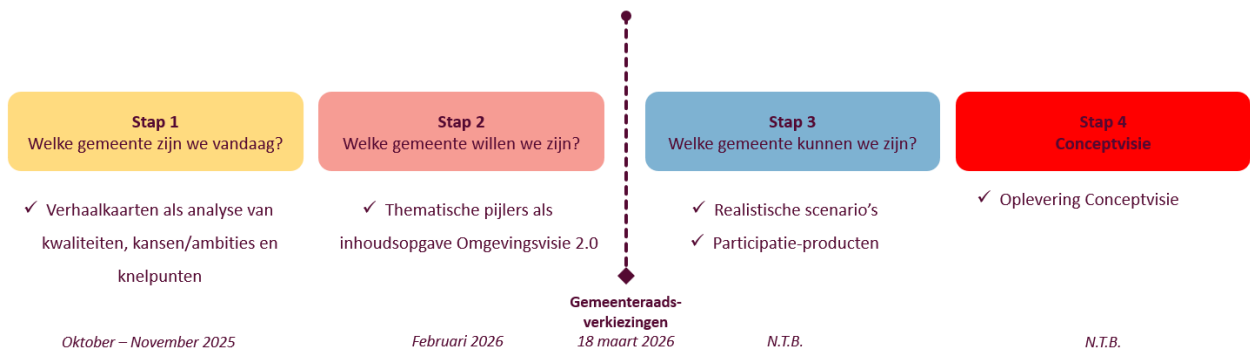 Stap 1
Welke gemeente zijn we vandaag?
✓ Verhaalkaarten als analyse van
kwaliteiten, kansen/ambities en
knelpunten
Oktober – November 2025
Stap 2
Welke gemeente willen we zijn?
✓ Thematische pijlers als
inhoudsopgave Omgevingsvisie 2.0
Februari 2026
Gemeenteraads-
verkiezingen
18 maart 2026
Stap 3
Welke gemeente kunnen we zijn?
✓ Realistische scenario’s
✓ Participatie-producten
N.T.B.
Stap 4
Conceptvisie
✓ Oplevering Conceptvisie
N.T.B.